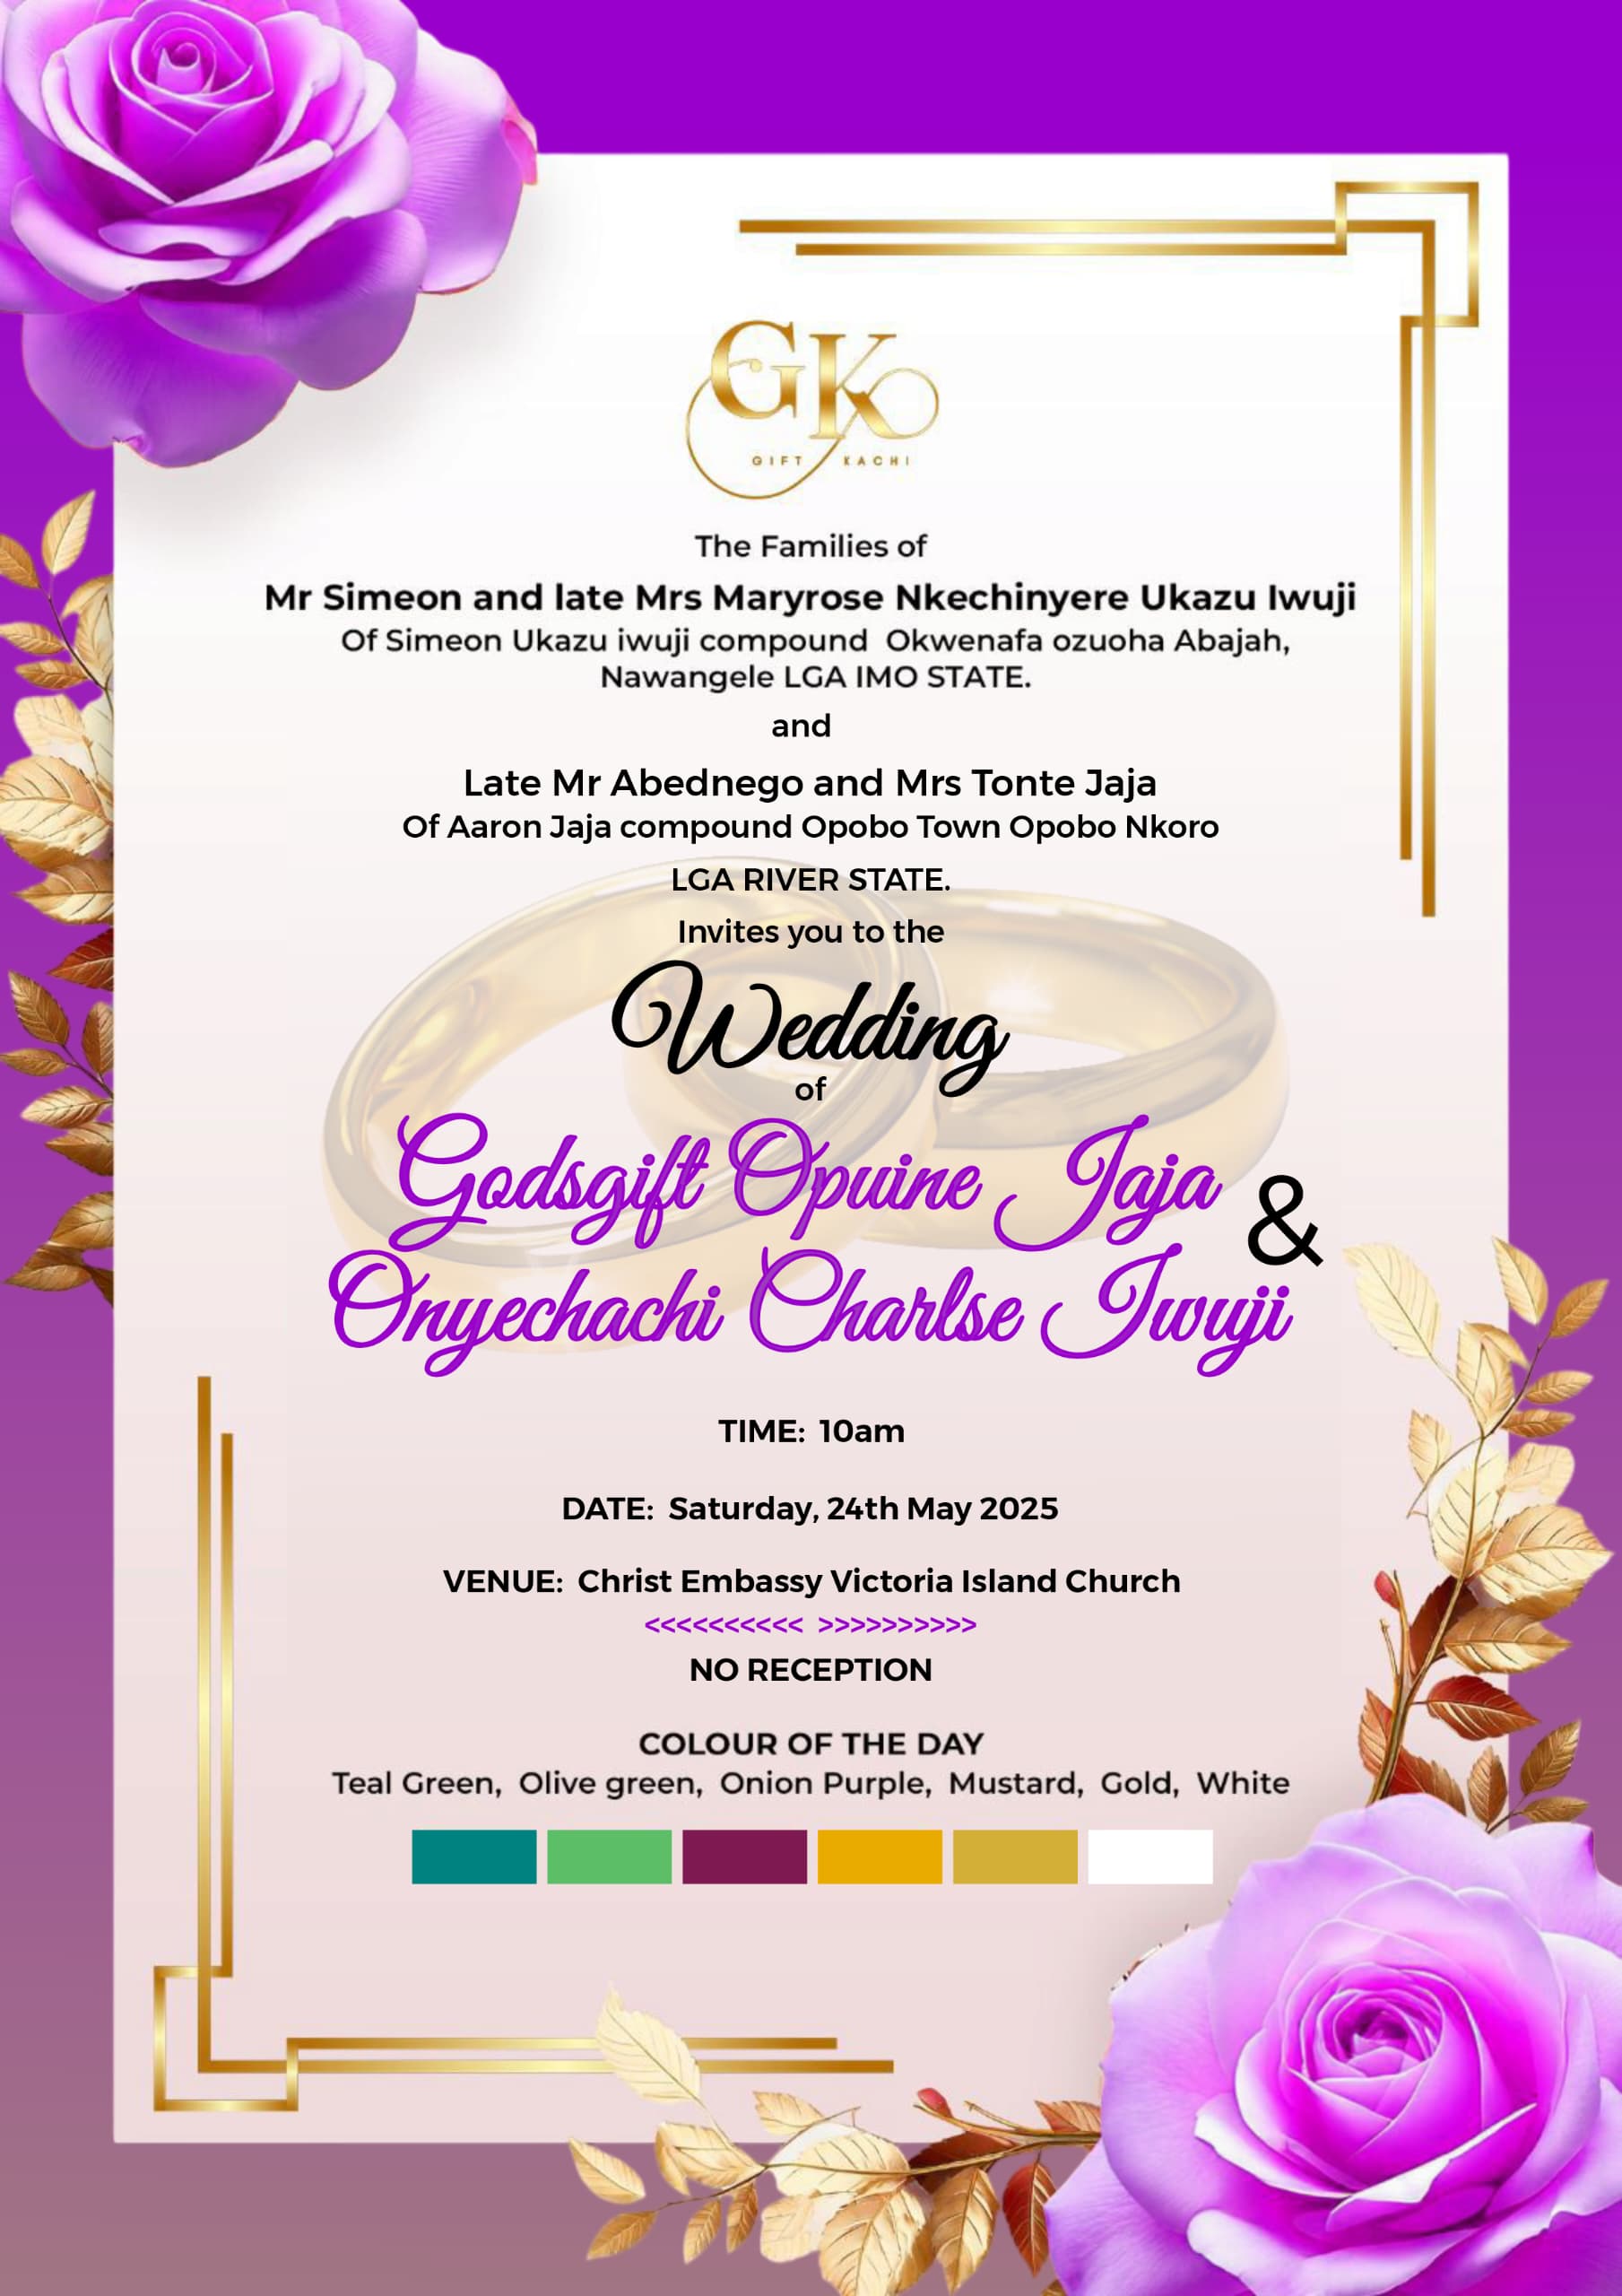 GK
GIFT KACHI
The Families of
Mr Simeon and late Mrs Maryrose Nkechinyere Ukazu Iwuji
Of Simeon Ukazu iwuji compound Okwenafa ozuoha Abajah,
Nawangele LGA IMO STATE.
and
Late Mr Abednego and Mrs Tonte Jaja
Of Aaron Jaja compound Opobo Town Opobo Nkoro
LGA RIVER STATE.
Invites you to the
Wedding
of
Godsgift Opuine Jaja &
Onyechachi Charlse Iwuji
TIME: 10am
DATE: Saturday, 24th May 2025
VENUE: Christ Embassy Victoria Island Church
<<<<<<<<<< >>>>>>>>>>
NO RECEPTION
COLOUR OF THE DAY
Teal Green, Olive green, Onion Purple, Mustard, Gold, White